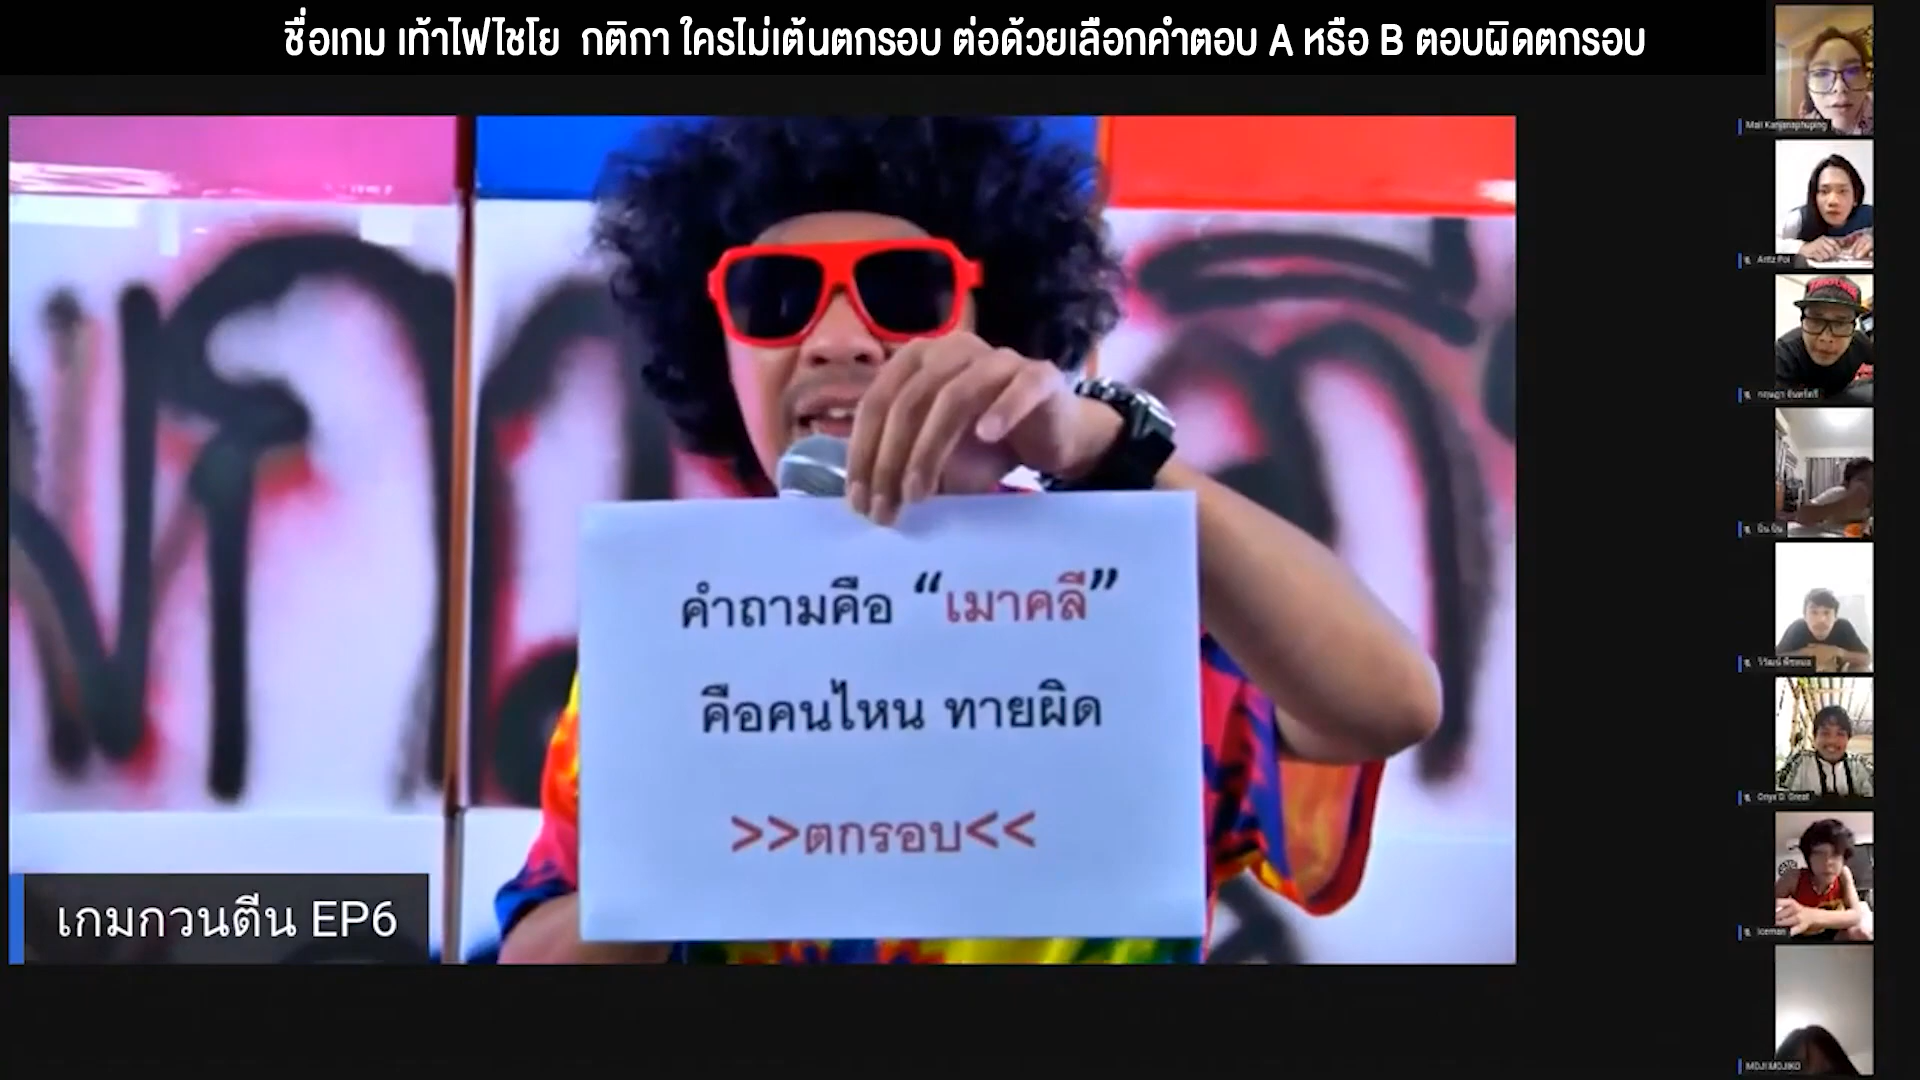 ชื่อเกม เท้าไฟไชโย กติกา ใครไม่เต้นตกรอบ ต่อด้วยเลือกคำตอบ A หรือ B ตอบผิดตกรอบ
คำถามคือ “เมาคลี”
คือคนไหน ทายผิด
>>ตกรอบ<<
เกมกวนตีน EP6
Mail Kanjanaphuping
Artz Poi
Onyx D. Great
Iceman
MOJI MOJIKO